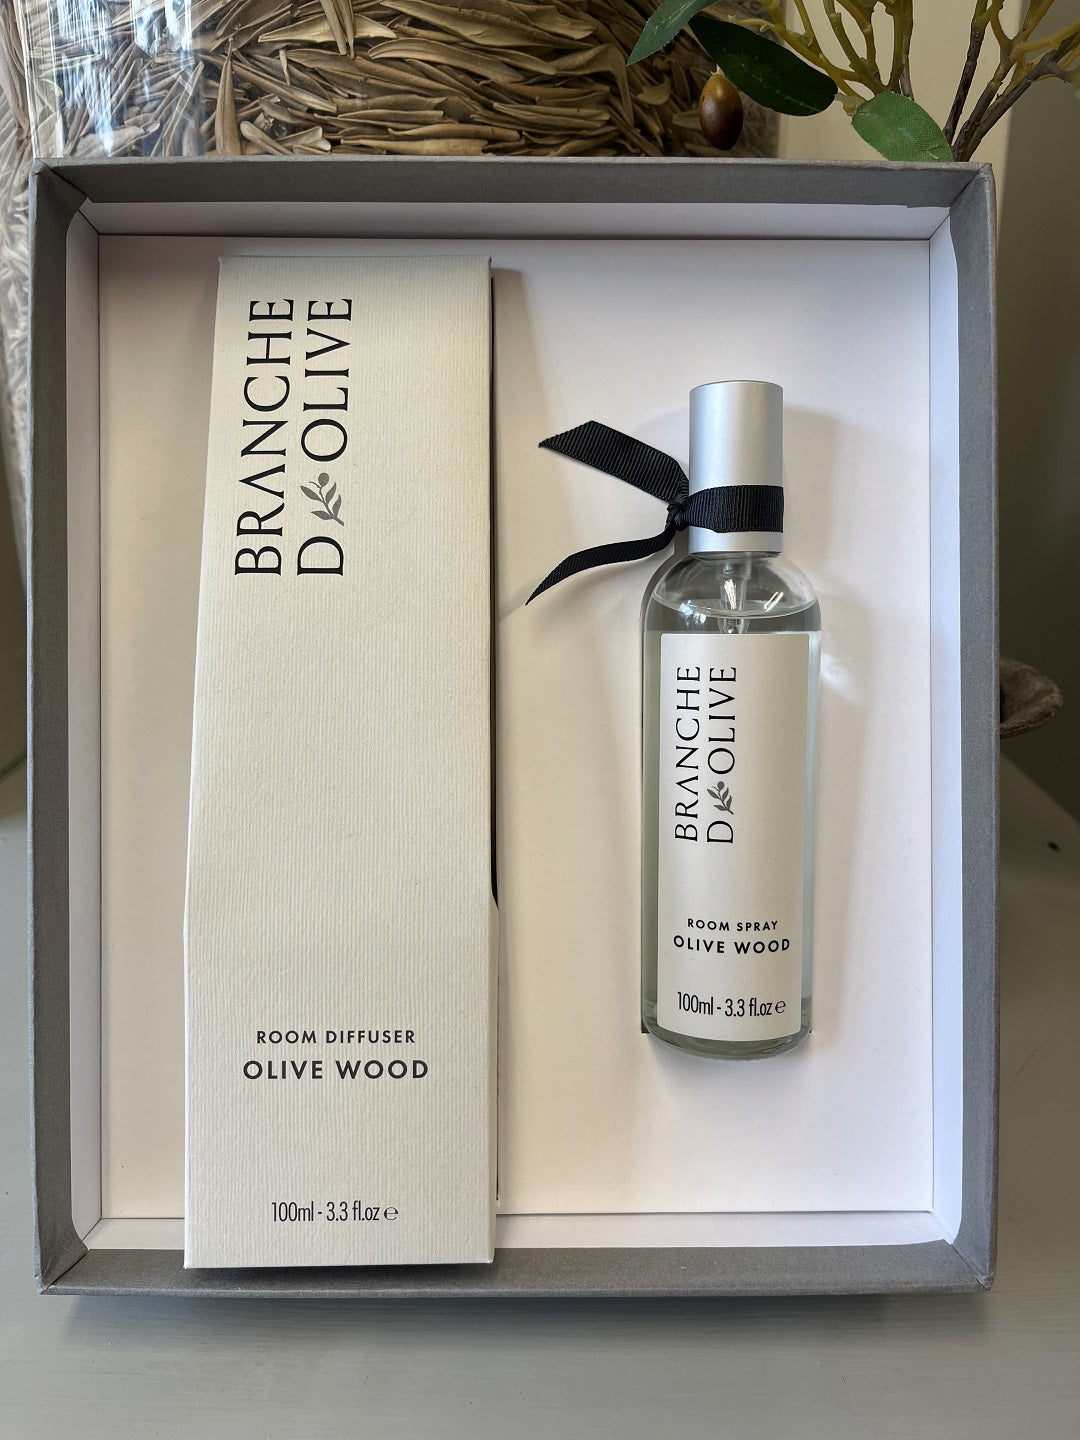 BRANCHE
D OLIVE
ROOM DIFFUSER
OLIVE WOOD
100ml - 3.3 fl.oz ℮
BRANCHE
D OLIVE
ROOM SPRAY
OLIVE WOOD
100ml - 3.3 fl.oz ℮